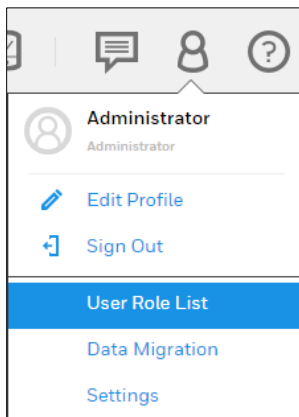 ?
Administrator
Administrator
Edit Profile
Sign Out
User Role List
Data Migration
Settings